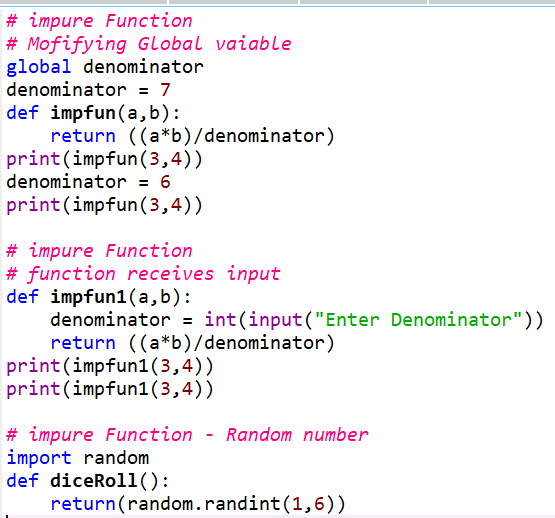 # impure Function
# Mofifying Global vaiable
global denominator
denominator = 7
def impfun(a,b):
    return ((a*b)/denominator)
print(impfun(3,4))
denominator = 6
print(impfun(3,4))

# impure Function
# function receives input
def impfun1(a,b):
    denominator = int(input("Enter Denominator"))
    return ((a*b)/denominator)
print(impfun1(3,4))
print(impfun1(3,4))

# impure Function - Random number
import random
def diceRoll():
    return(random.randint(1,6))